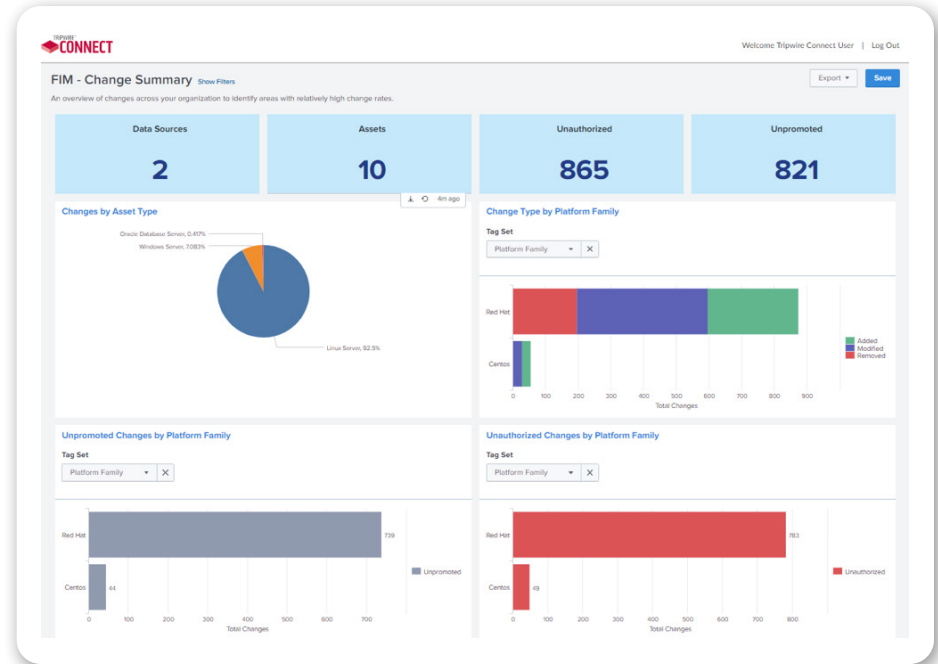 TRIPWIRE
CONNECT
Welcome Tripwire Connect User | Log Out
FIM - Change Summary Show Filters
Export
Save
An overview of changes across your organization to identify areas with relatively high change rates.
Data Sources
2
Assets
10
Unauthorized
865
Unpromoted
821
4m ago
Changes by Asset Type
Oracle Database Server, 0.417%
Windows Server, 7.083%
Linux Server, 92.5%
Change Type by Platform Family
Tag Set
Platform Family
Red Hat
Centos
0 100 200 300 400 500 600 700 800 900
Total Changes
Added
Modified
Removed
Unpromoted Changes by Platform Family
Tag Set
Platform Family
Red Hat
739
Centos
44
0 100 200 300 400 500 600 700
Total Changes
Unpromoted
Unauthorized Changes by Platform Family
Tag Set
Platform Family
Red Hat
783
Centos
49
0 100 200 300 400 500 600 700 800
Total Changes
Unauthorized